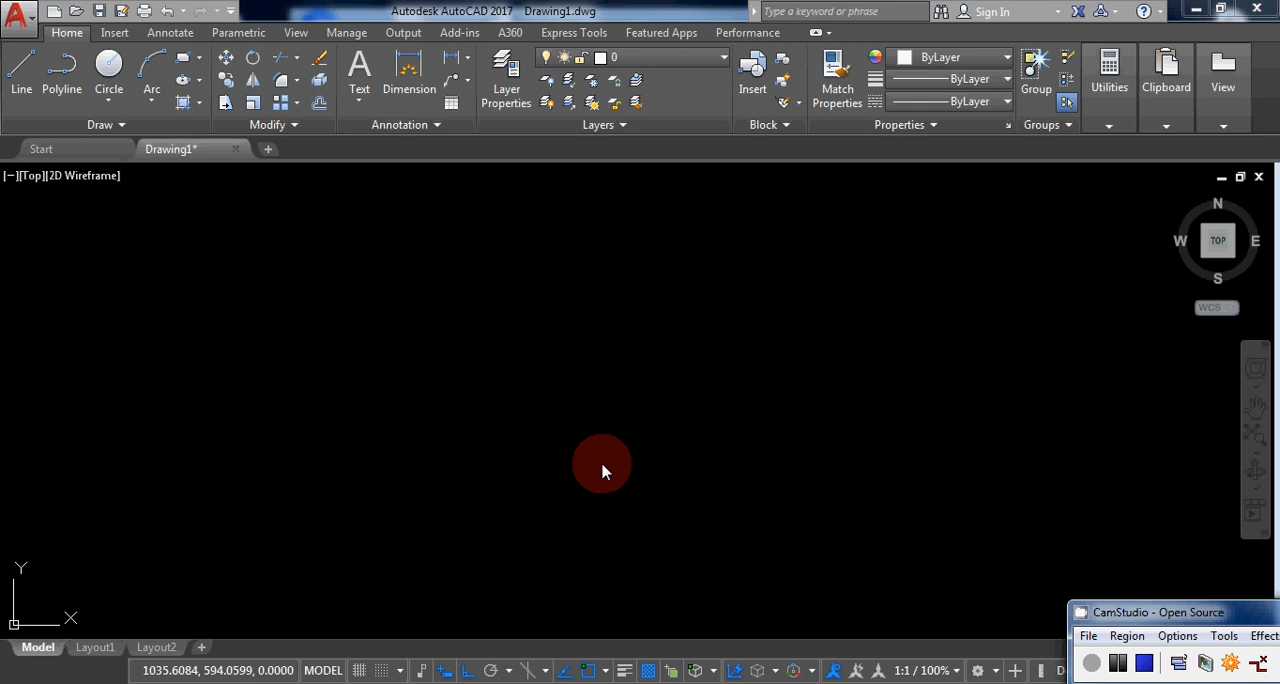 Autodesk AutoCAD 2017 Drawing1.dwg
Type a keyword or phrase
Sign In
Home Insert Annotate Parametric View Manage Output Add-ins A360 Express Tools Featured Apps Performance
Line Polyline Circle Arc
Text Dimension
Layer Properties
0
Insert
Match Properties
ByLayer
ByLayer
ByLayer
Group
Utilities
Clipboard
View
Draw Modify Annotation Layers Block Properties Groups
Start Drawing1*
[−][Top][2D Wireframe]
N
W TOP E
S
WCS
Y
X
CamStudio - Open Source
File Region Options Tools Effect
Model Layout1 Layout2
1035.6084, 594.0599, 0.0000 MODEL 1:1 / 100% D